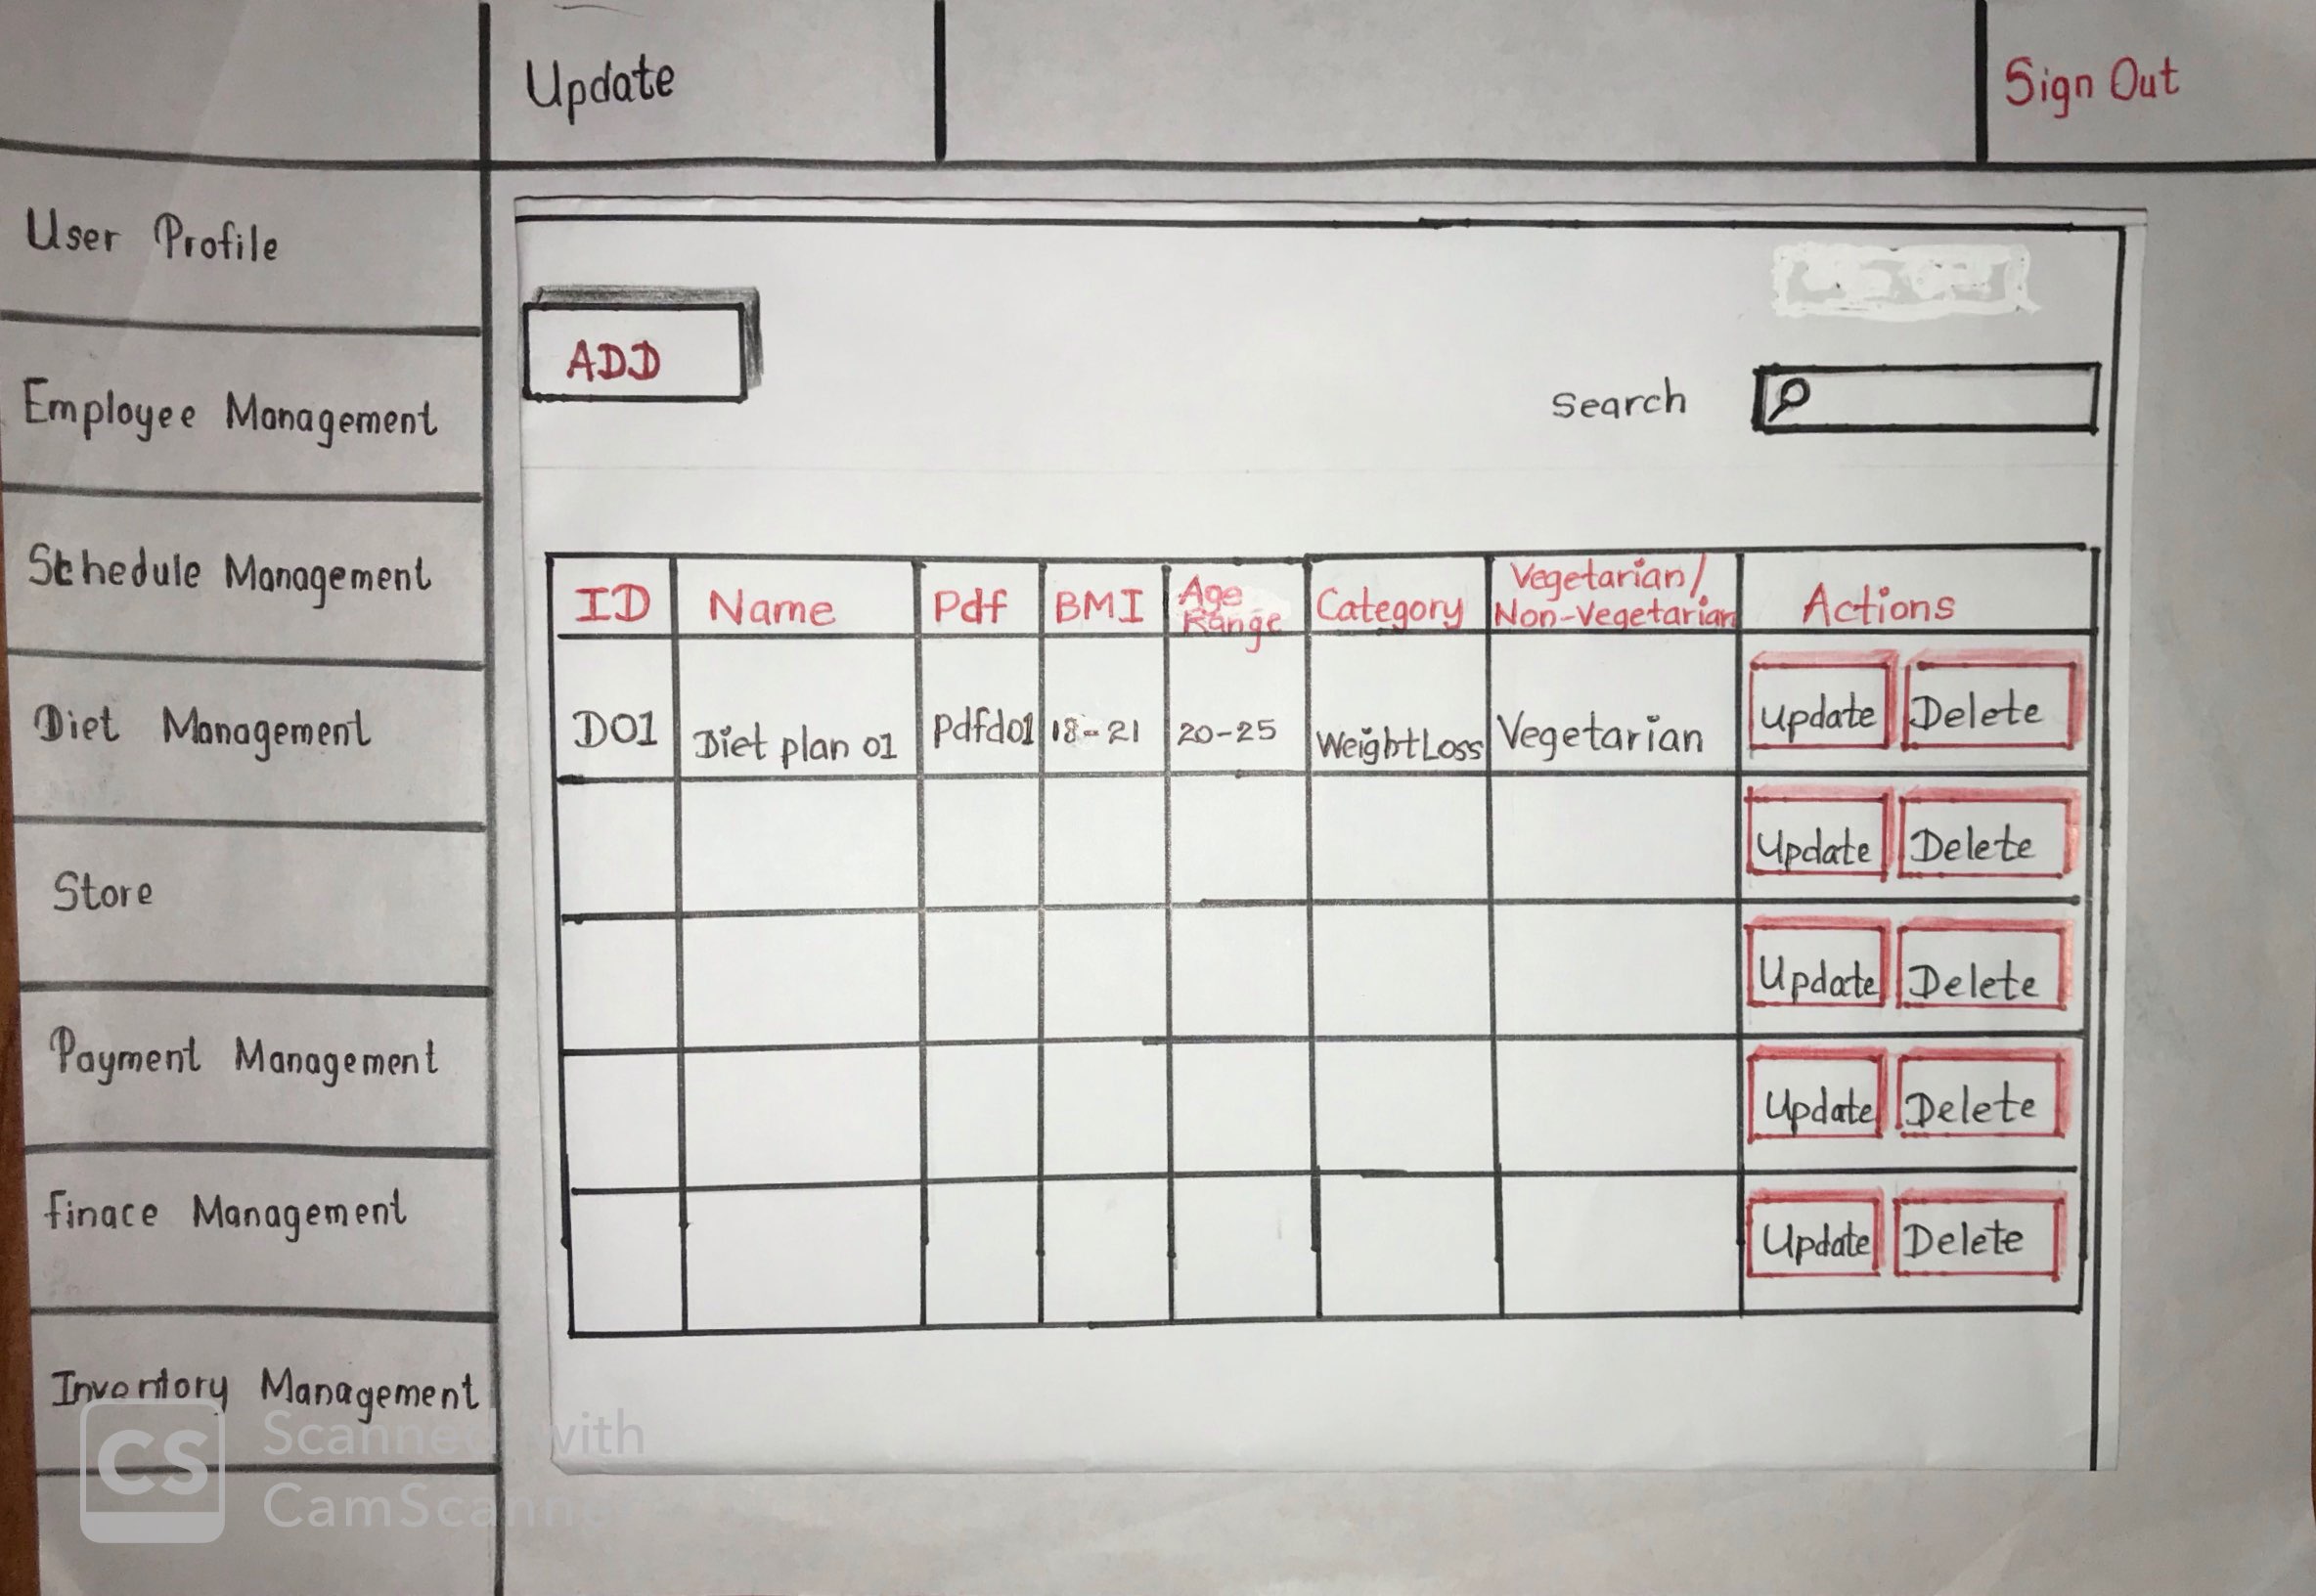 Update
Sign Out
User Profile
Employee Management
Schedule Management
Diet Management
Store
Payment Management
Finace Management
Inventory Management
ADD
Search
ID Name Pdf BMI Age Range Category Vegetarian/ Non-Vegetarian Actions
D01 Diet plan 01 Pdfd01 18-21 20-25 WeightLoss Vegetarian Update Delete
Update Delete
Update Delete
Update Delete
Update Delete
CS Scanned with
CamScanner